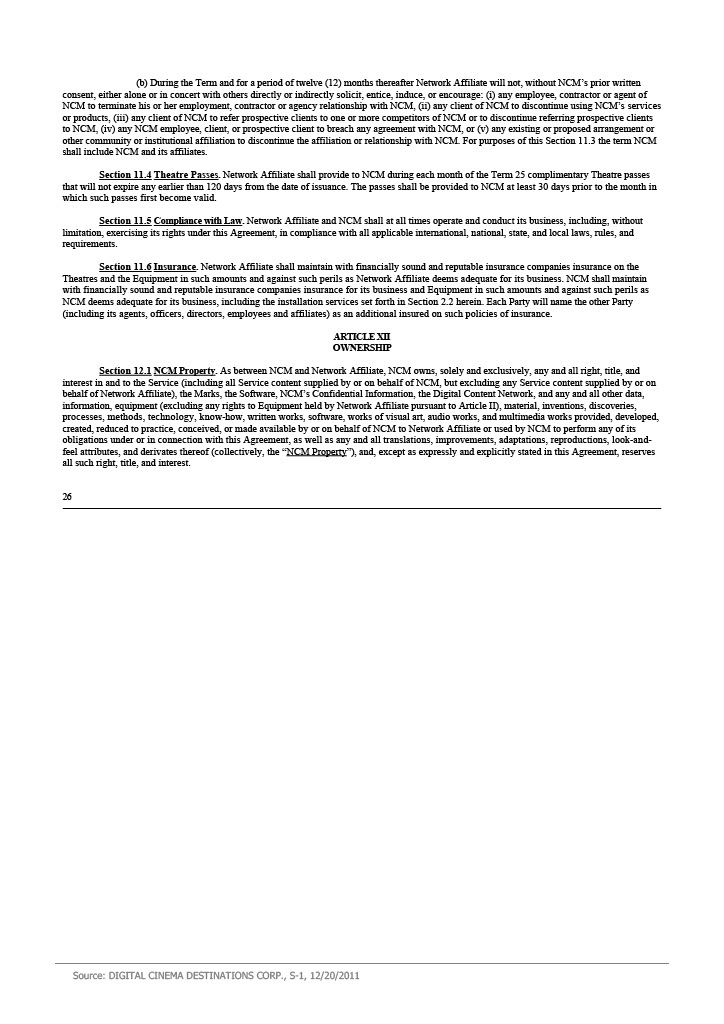 (b) During the Term and for a period of twelve (12) months thereafter Network Affiliate will not, without NCM’s prior written
consent, either alone or in concert with others directly or indirectly solicit, entice, induce, or encourage: (i) any employee, contractor or agent of
NCM to terminate his or her employment, contractor or agency relationship with NCM, (ii) any client of NCM to discontinue using NCM’s services
or products, (iii) any client of NCM to refer prospective clients to one or more competitors of NCM or to discontinue referring prospective clients
to NCM, (iv) any NCM employee, client, or prospective client to breach any agreement with NCM, or (v) any existing or proposed arrangement or
other community or institutional affiliation to discontinue the affiliation or relationship with NCM. For purposes of this Section 11.3 the term NCM
shall include NCM and its affiliates.
Section 11.4 Theatre Passes. Network Affiliate shall provide to NCM during each month of the Term 25 complimentary Theatre passes
that will not expire any earlier than 120 days from the date of issuance. The passes shall be provided to NCM at least 30 days prior to the month in
which such passes first become valid.
Section 11.5 Compliance with Law. Network Affiliate and NCM shall at all times operate and conduct its business, including, without
limitation, exercising its rights under this Agreement, in compliance with all applicable international, national, state, and local laws, rules, and
requirements.
Section 11.6 Insurance. Network Affiliate shall maintain with financially sound and reputable insurance companies insurance on the
Theatres and the Equipment in such amounts and against such perils as Network Affiliate deems adequate for its business. NCM shall maintain
with financially sound and reputable insurance companies insurance for its business and Equipment in such amounts and against such perils as
NCM deems adequate for its business, including the installation services set forth in Section 2.2 herein. Each Party will name the other Party
(including its agents, officers, directors, employees and affiliates) as an additional insured on such policies of insurance.
ARTICLE XII
OWNERSHIP
Section 12.1 NCM Property. As between NCM and Network Affiliate, NCM owns, solely and exclusively, any and all right, title, and
interest in and to the Service (including all Service content supplied by or on behalf of NCM, but excluding any Service content supplied by or on
behalf of Network Affiliate), the Marks, the Software, NCM’s Confidential Information, the Digital Content Network, and any and all other data,
information, equipment (excluding any rights to Equipment held by Network Affiliate pursuant to Article II), material, inventions, discoveries,
processes, methods, technology, know-how, written works, software, works of visual art, audio works, and multimedia works provided, developed,
created, reduced to practice, conceived, or made available by or on behalf of NCM to Network Affiliate or used by NCM to perform any of its
obligations under or in connection with this Agreement, as well as any and all translations, improvements, adaptations, reproductions, look-and-
feel attributes, and derivates thereof (collectively, the “NCM Property”), and, except as expressly and explicitly stated in this Agreement, reserves
all such right, title, and interest.
26
Source: DIGITAL CINEMA DESTINATIONS CORP., S-1, 12/20/2011